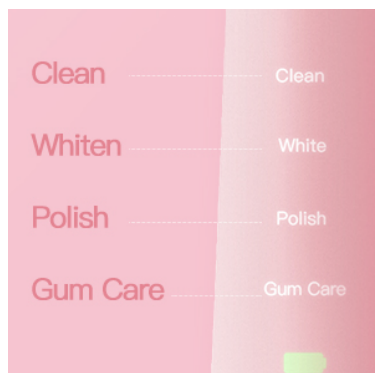 Clean Clean
Whiten White
Polish Polish
Gum Care Gum Care